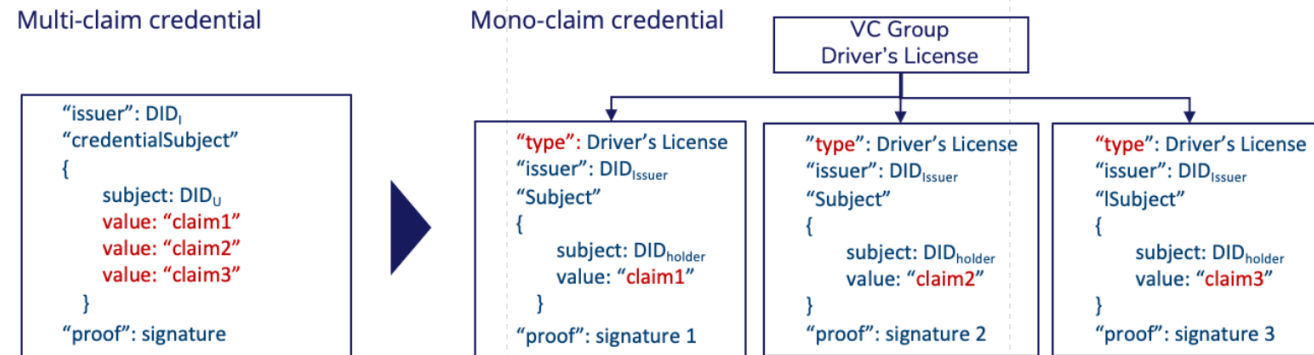 Multi-claim credential
Mono-claim credential
VC Group
Driver's License
“issuer”: DIDI
“credentialSubject”
{
subject: DIDU
value: “claim1”
value: “claim2”
value: “claim3”
}
“proof”: signature
“type”: Driver’s License
“issuer”: DIDIssuer
“Subject”
{
subject: DIDholder
value: “claim1”
}
“proof”: signature 1
”type”: Driver’s License
“issuer”: DIDIssuer
“Subject”
{
subject: DIDholder
value: “claim2”
}
“proof”: signature 2
“type”: Driver’s License
“issuer”: DIDIssuer
“lSubject”
{
subject: DIDholder
value: “claim3”
}
“proof”: signature 3